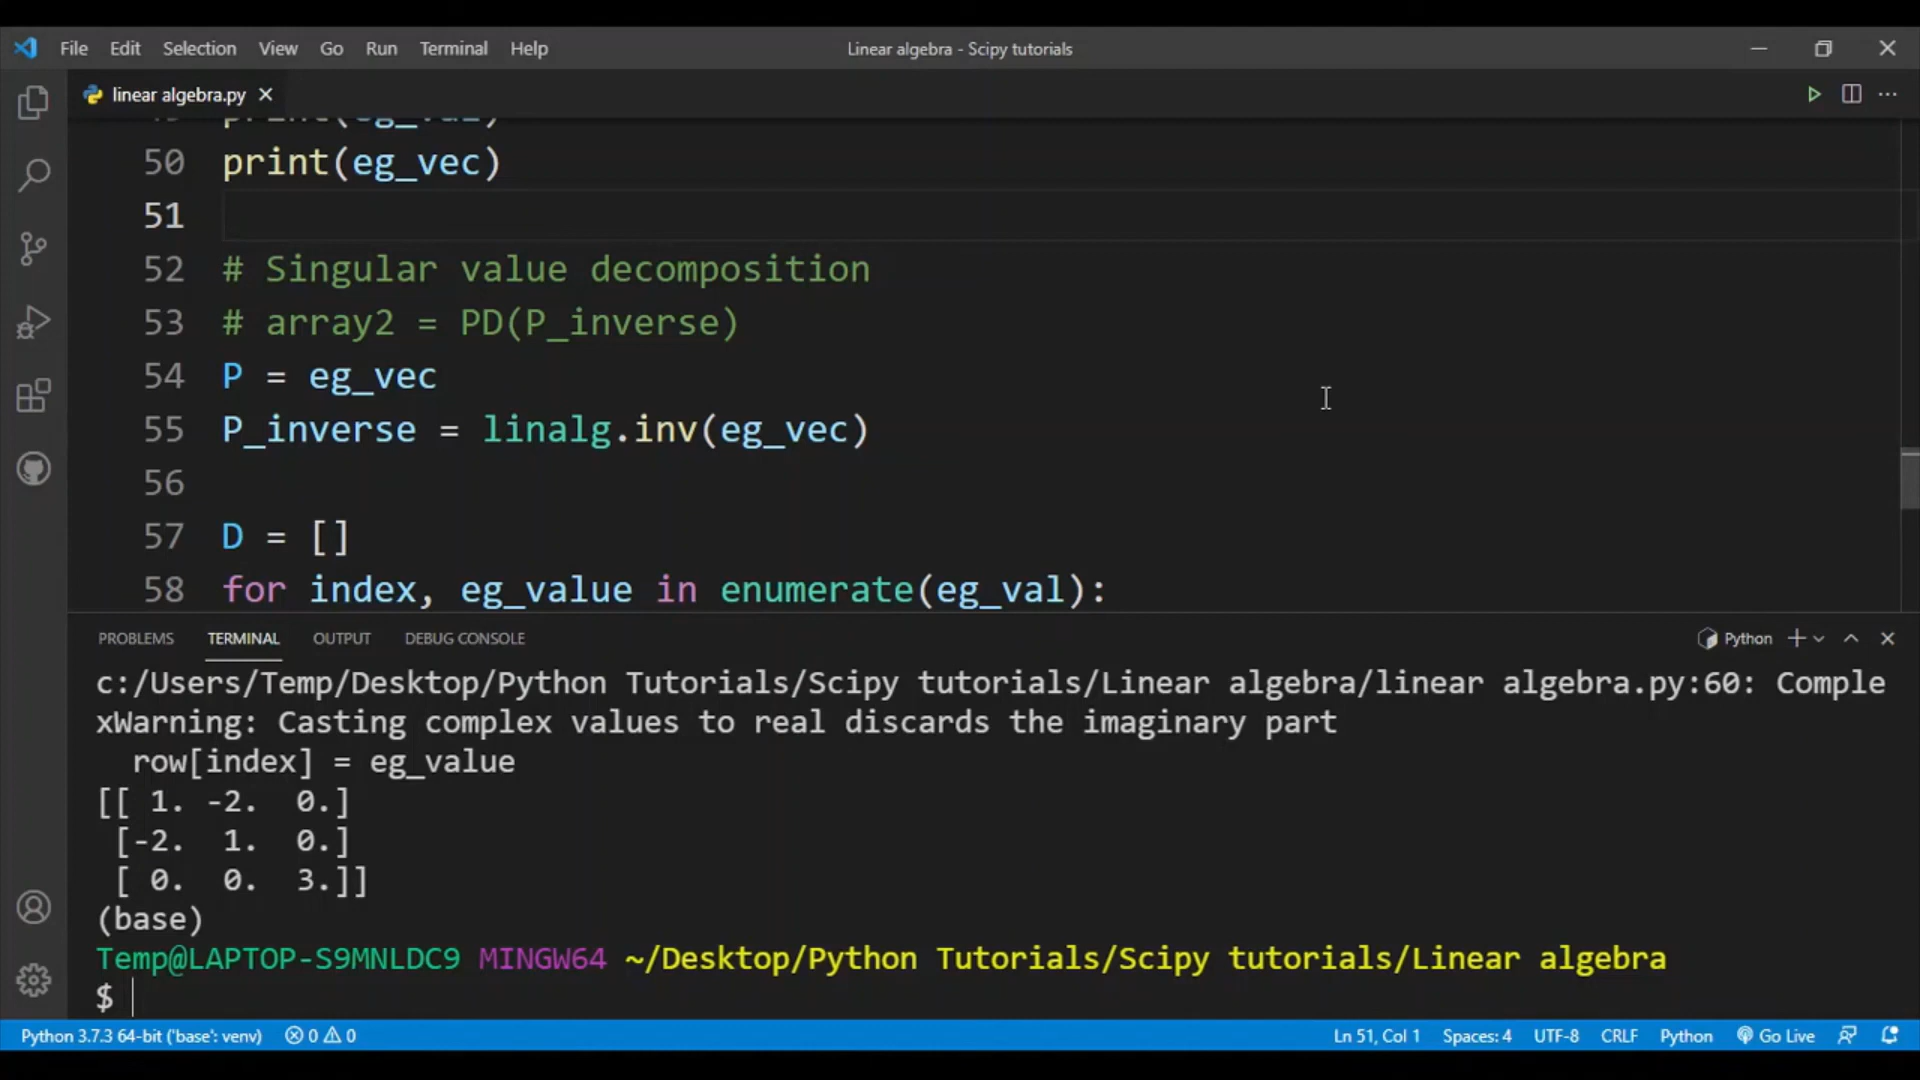 File Edit Selection View Go Run Terminal Help Linear algebra - Scipy tutorials
linear algebra.py
49 print(eg_val)
50 print(eg_vec)
51
52 # Singular value decomposition
53 # array2 = PD(P_inverse)
54 P = eg_vec
55 P_inverse = linalg.inv(eg_vec)
56
57 D = []
58 for index, eg_value in enumerate(eg_val):
PROBLEMS TERMINAL OUTPUT DEBUG CONSOLE Python
c:/Users/Temp/Desktop/Python Tutorials/Scipy tutorials/Linear algebra/linear algebra.py:60: Comple
xWarning: Casting complex values to real discards the imaginary part
row[index] = eg_value
[[ 1. -2.  0.]
[-2.  1.  0.]
[ 0.  0.  3.]]
(base)
Temp@LAPTOP-S9MNLDC9 MINGW64 ~/Desktop/Python Tutorials/Scipy tutorials/Linear algebra
$
Python 3.7.3 64-bit ('base': venv) 0 0 Ln 51, Col 1 Spaces: 4 UTF-8 CRLF Python Go Live